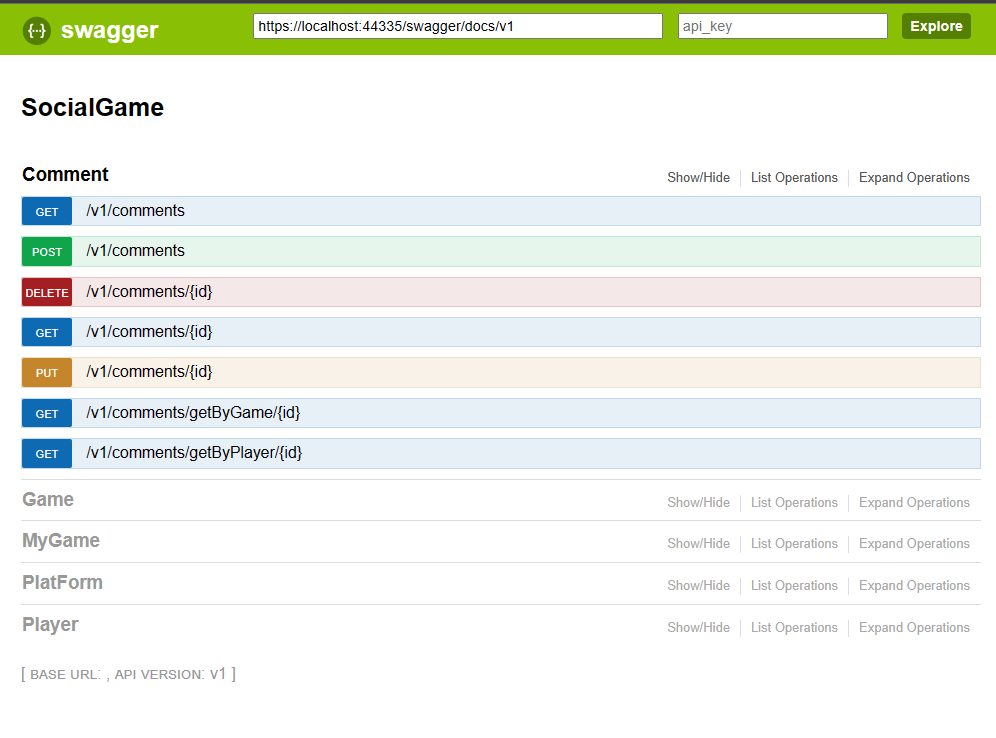 {··} swagger https://localhost:44335/swagger/docs/v1 api_key Explore
SocialGame
Comment Show/Hide List Operations Expand Operations
GET /v1/comments
POST /v1/comments
DELETE /v1/comments/{id}
GET /v1/comments/{id}
PUT /v1/comments/{id}
GET /v1/comments/getByGame/{id}
GET /v1/comments/getByPlayer/{id}
Game Show/Hide List Operations Expand Operations
MyGame Show/Hide List Operations Expand Operations
PlatForm Show/Hide List Operations Expand Operations
Player Show/Hide List Operations Expand Operations
[ BASE URL: , API VERSION: V1 ]